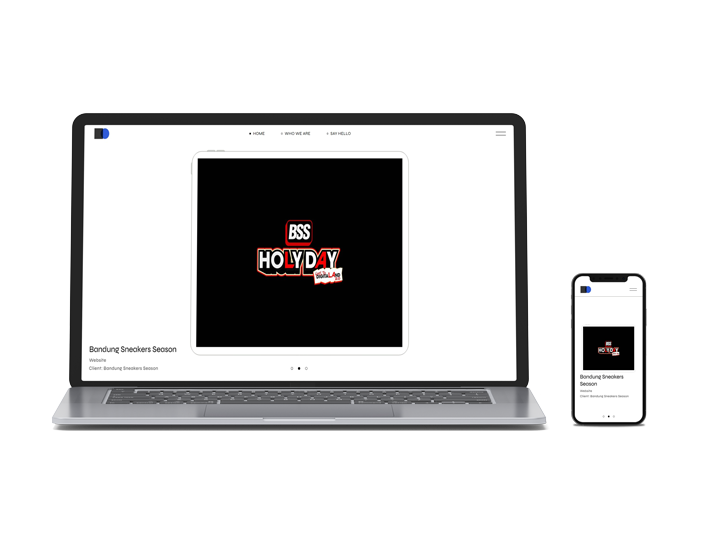 HOME
WHO WE ARE
SAY HELLO
BSS
HOLYDAY
Bandung Sneakers Season
Website
Client: Bandung Sneakers Season
BSS
HOLYDAY
Bandung Sneakers
Season
Website
Client: Bandung Sneakers Season